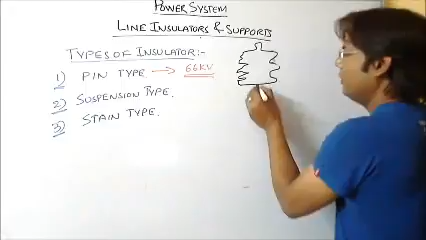 POWER SYSTEM
LINE INSULATORS & SUPPORTS
TYPES OF INSULATOR:-
1) PIN TYPE → 66KV
2) SUSPENSION TYPE.
3) STAIN TYPE.